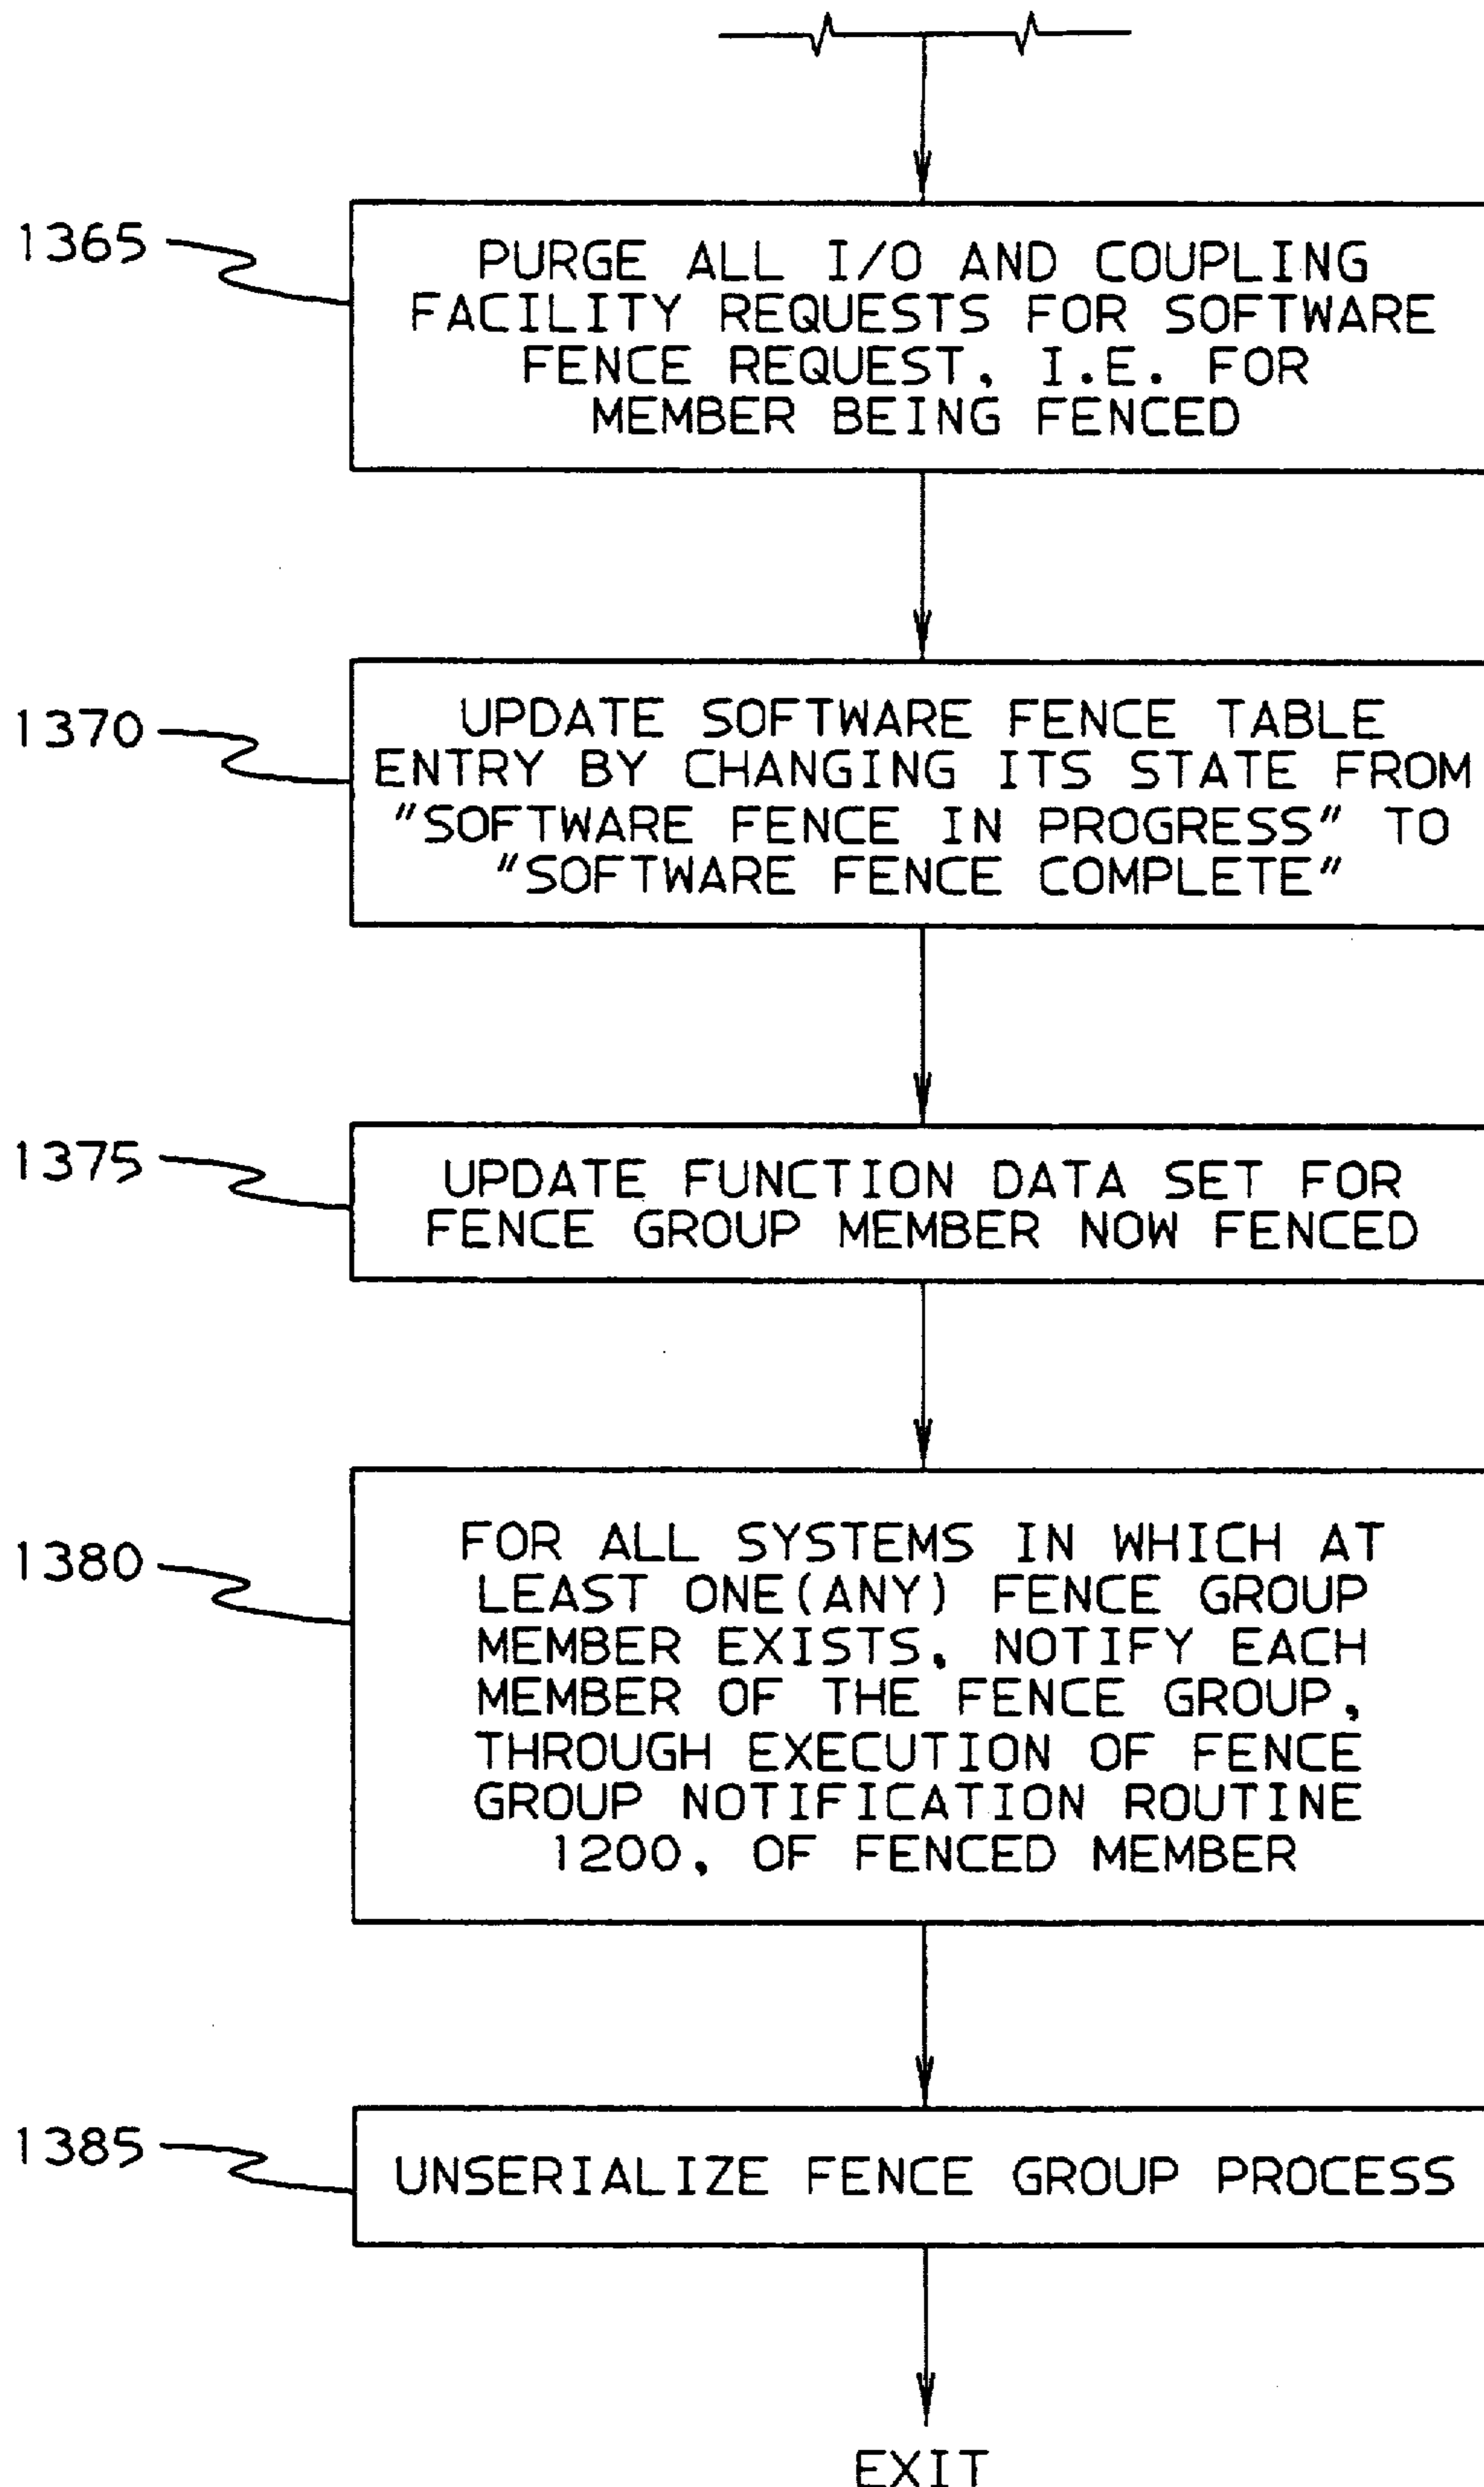 1365
PURGE ALL I/O AND COUPLING
FACILITY REQUESTS FOR SOFTWARE
FENCE REQUEST, I.E. FOR
MEMBER BEING FENCED
1370
UPDATE SOFTWARE FENCE TABLE
ENTRY BY CHANGING ITS STATE FROM
"SOFTWARE FENCE IN PROGRESS" TO
"SOFTWARE FENCE COMPLETE"
1375
UPDATE FUNCTION DATA SET FOR
FENCE GROUP MEMBER NOW FENCED
1380
FOR ALL SYSTEMS IN WHICH AT
LEAST ONE(ANY) FENCE GROUP
MEMBER EXISTS, NOTIFY EACH
MEMBER OF THE FENCE GROUP,
THROUGH EXECUTION OF FENCE
GROUP NOTIFICATION ROUTINE
1200, OF FENCED MEMBER
1385
UNSERIALIZE FENCE GROUP PROCESS
EXIT